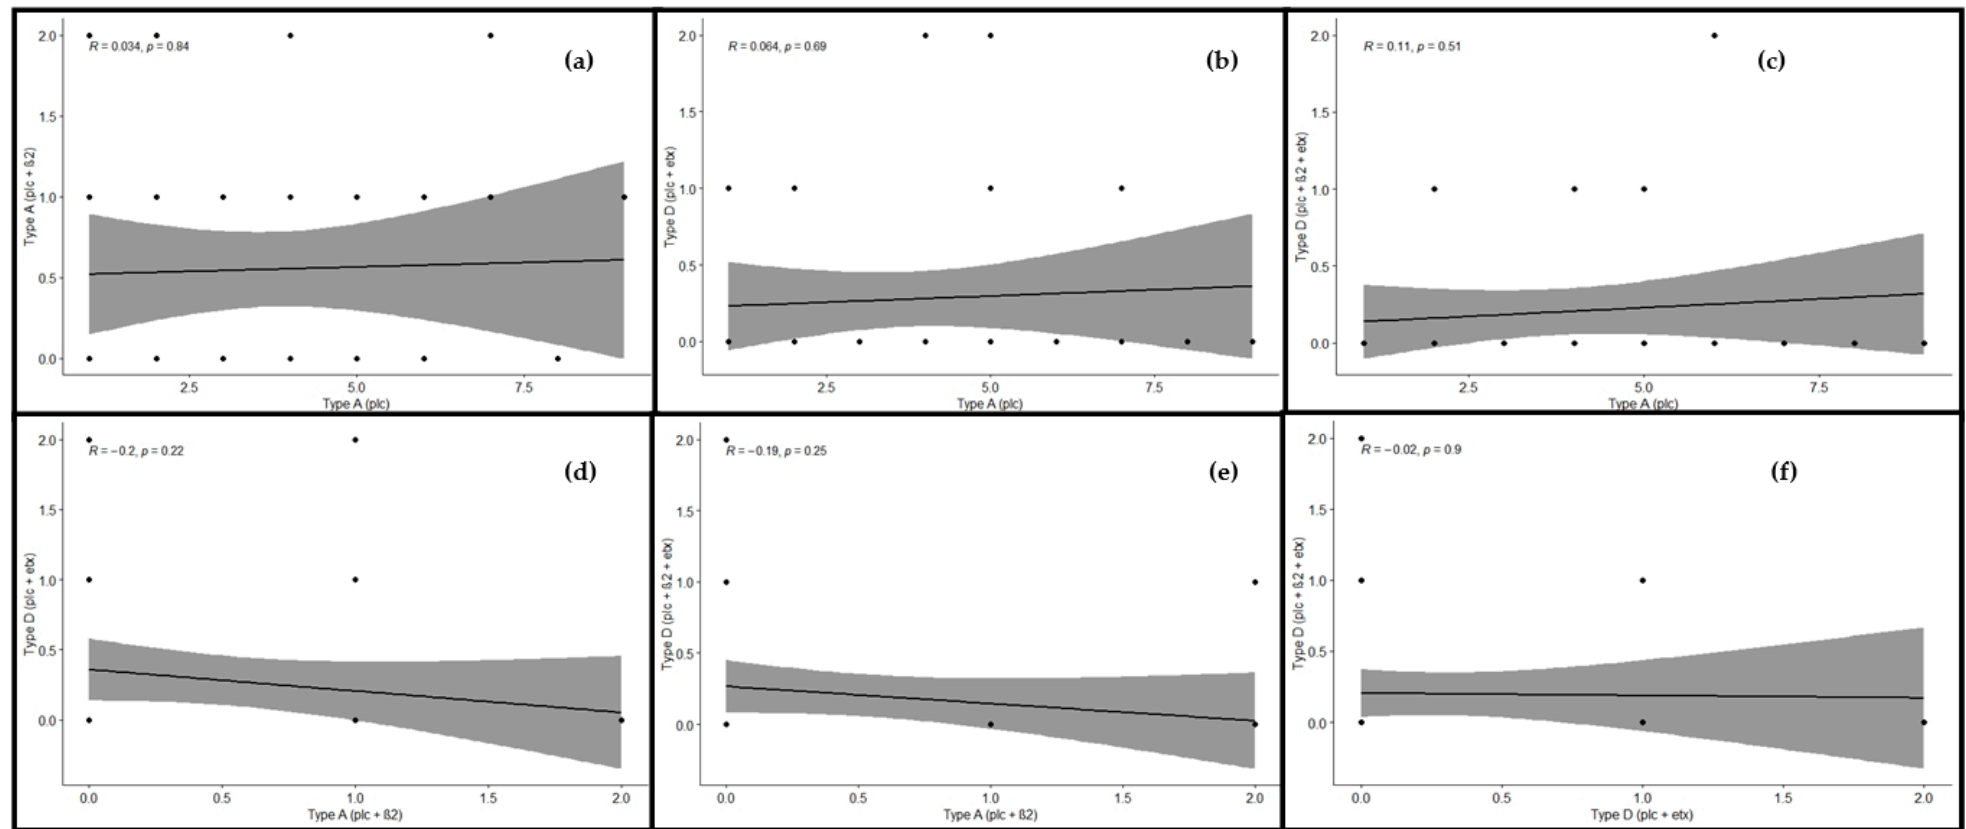 2.0
R = 0.034, p = 0.84
(a)
1.5
Type A (plc + ß2)
1.0
0.5
0.0
2.5 5.0 7.5
Type A (plc)
2.0
R = 0.064, p = 0.69
(b)
1.5
Type D (plc + etx)
1.0
0.5
0.0
2.5 5.0 7.5
Type A (plc)
2.0
R = 0.11, p = 0.51
(c)
1.5
Type D (plc + ß2 + etx)
1.0
0.5
0.0
2.5 5.0 7.5
Type A (plc)
2.0
R = −0.2, p = 0.22
(d)
1.5
Type D (plc + etx)
1.0
0.5
0.0
0.0 0.5 1.0 1.5 2.0
Type A (plc + ß2)
2.0
R = −0.19, p = 0.25
(e)
1.5
Type D (plc + ß2 + etx)
1.0
0.5
0.0
0.0 0.5 1.0 1.5 2.0
Type A (plc + ß2)
2.0
R = −0.02, p = 0.9
(f)
1.5
Type D (plc + ß2 + etx)
1.0
0.5
0.0
0.0 0.5 1.0 1.5 2.0
Type D (plc + etx)